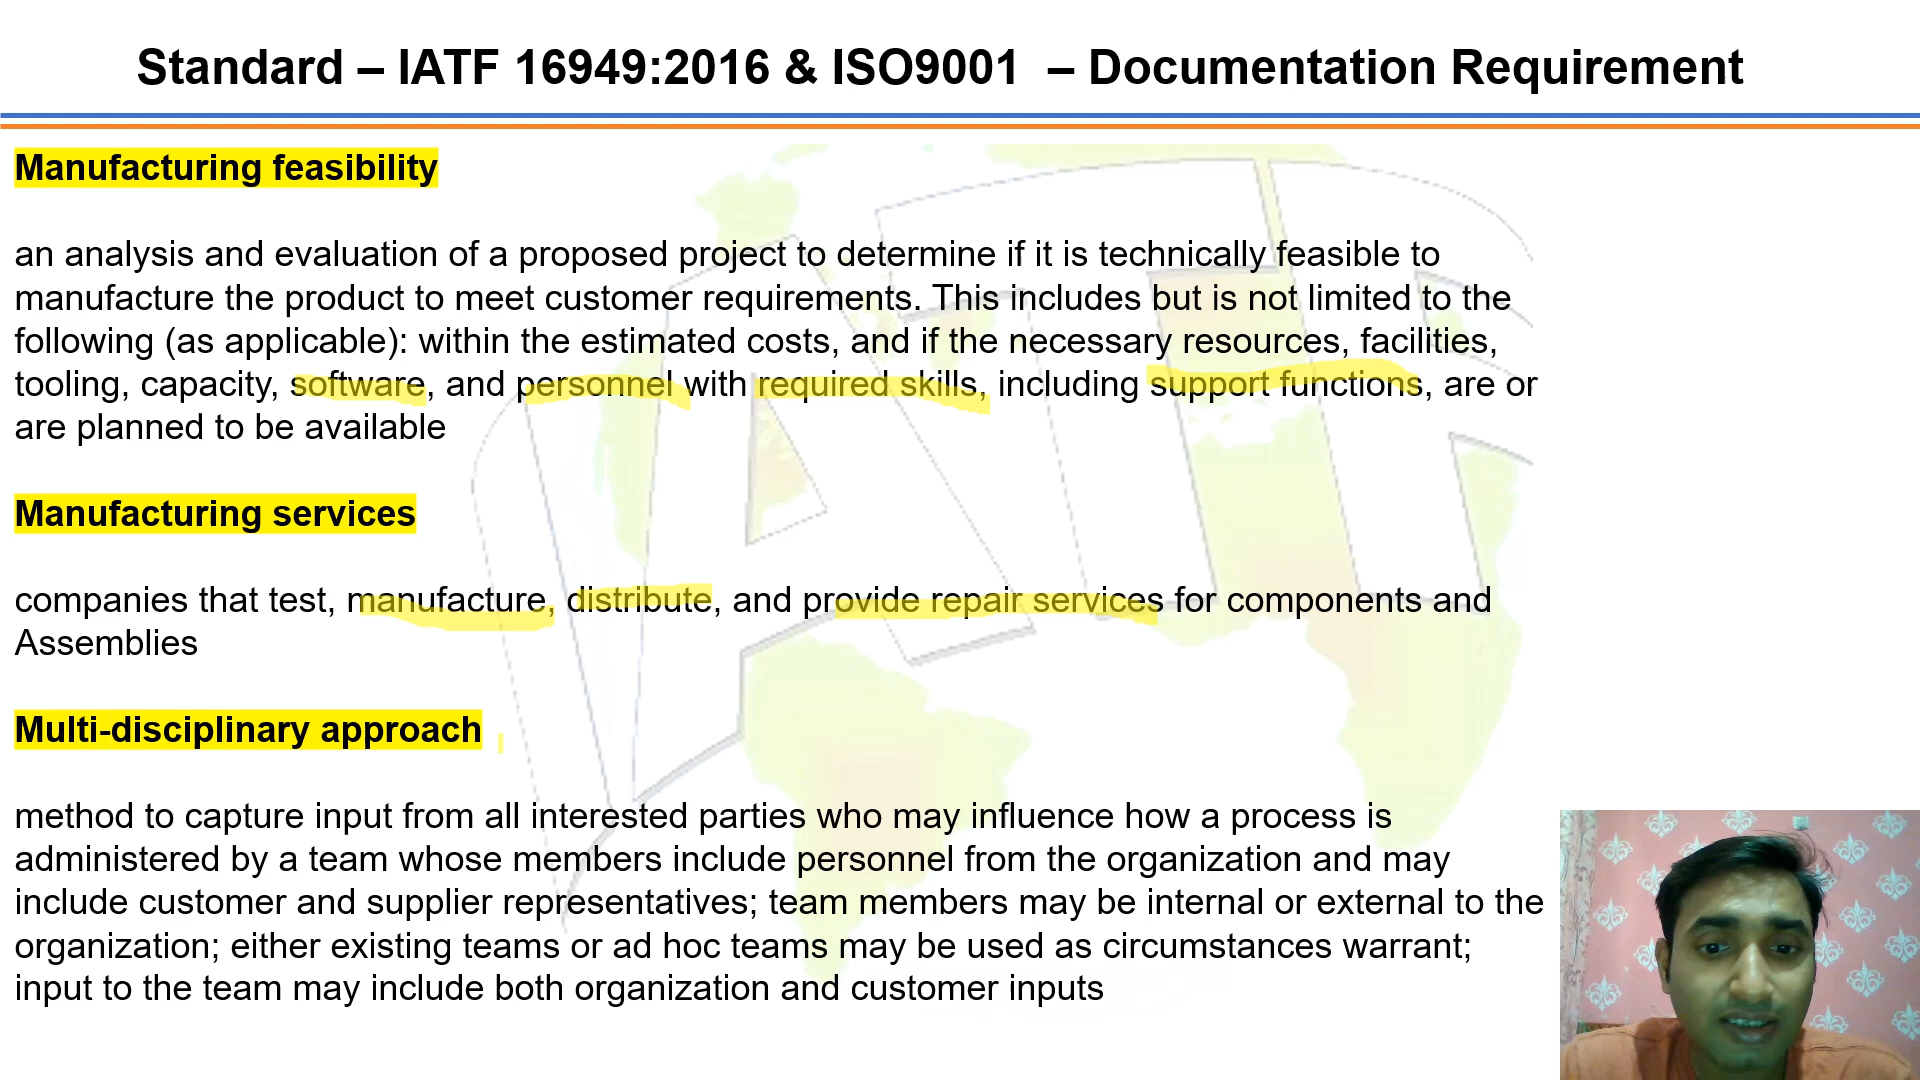 Standard – IATF 16949:2016 & ISO9001 – Documentation Requirement
Manufacturing feasibility
an analysis and evaluation of a proposed project to determine if it is technically feasible to
manufacture the product to meet customer requirements. This includes but is not limited to the
following (as applicable): within the estimated costs, and if the necessary resources, facilities,
tooling, capacity, software, and personnel with required skills, including support functions, are or
are planned to be available
Manufacturing services
companies that test, manufacture, distribute, and provide repair services for components and
Assemblies
Multi-disciplinary approach
method to capture input from all interested parties who may influence how a process is
administered by a team whose members include personnel from the organization and may
include customer and supplier representatives; team members may be internal or external to the
organization; either existing teams or ad hoc teams may be used as circumstances warrant;
input to the team may include both organization and customer inputs